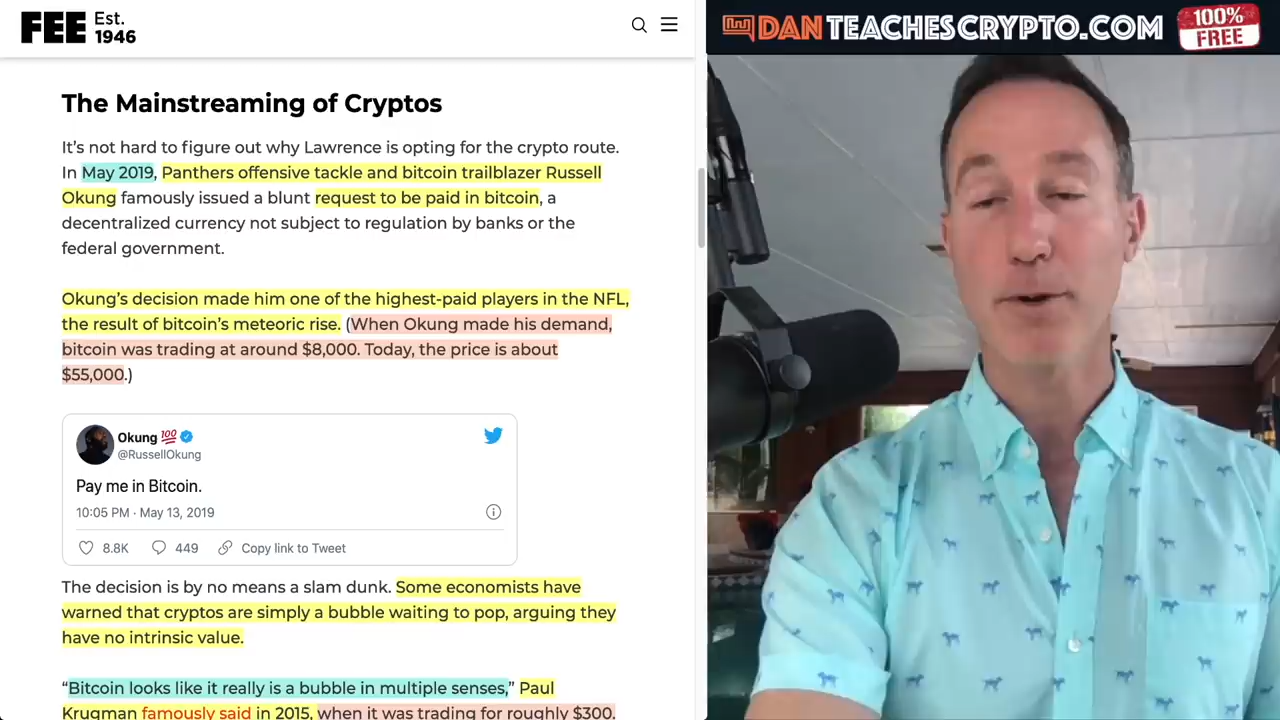 FEE Est.
1946
The Mainstreaming of Cryptos
It’s not hard to figure out why Lawrence is opting for the crypto route.
In May 2019, Panthers offensive tackle and bitcoin trailblazer Russell
Okung famously issued a blunt request to be paid in bitcoin, a
decentralized currency not subject to regulation by banks or the
federal government.
Okung’s decision made him one of the highest-paid players in the NFL,
the result of bitcoin’s meteoric rise. (When Okung made his demand,
bitcoin was trading at around $8,000. Today, the price is about
$55,000.)
Okung 💯
@RussellOkung
Pay me in Bitcoin.
10:05 PM · May 13, 2019
8.8K 449 Copy link to Tweet
The decision is by no means a slam dunk. Some economists have
warned that cryptos are simply a bubble waiting to pop, arguing they
have no intrinsic value.
“Bitcoin looks like it really is a bubble in multiple senses,” Paul
Krugman famously said in 2015, when it was trading for roughly $300.
DANTEACHESCRYPTO.COM
100%
FREE